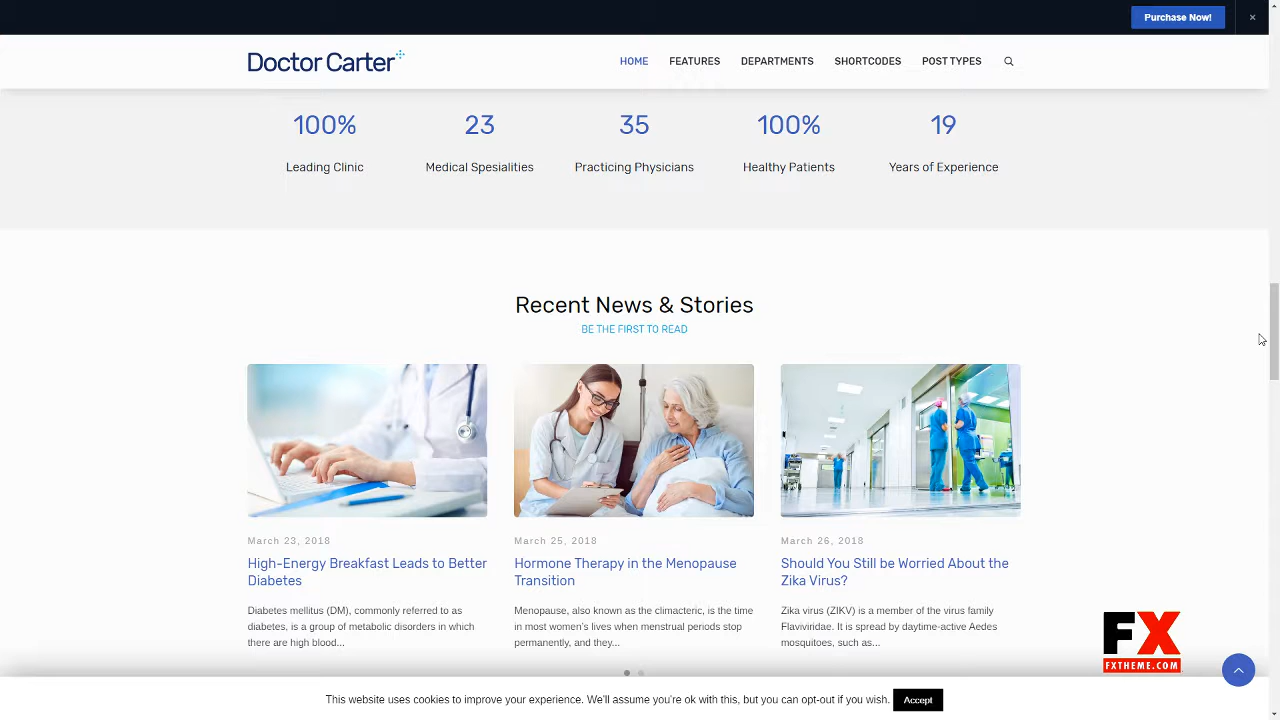 Purchase Now!
×
Doctor Carter
HOME FEATURES DEPARTMENTS SHORTCODES POST TYPES
100% 23 35 100% 19
Leading Clinic Medical Spesialities Practicing Physicians Healthy Patients Years of Experience
Recent News & Stories
BE THE FIRST TO READ
March 23, 2018
High-Energy Breakfast Leads to Better
Diabetes
Diabetes mellitus (DM), commonly referred to as
diabetes, is a group of metabolic disorders in which
there are high blood...
March 25, 2018
Hormone Therapy in the Menopause
Transition
Menopause, also known as the climacteric, is the time
in most women's lives when menstrual periods stop
permanently, and they...
March 26, 2018
Should You Still be Worried About the
Zika Virus?
Zika virus (ZIKV) is a member of the virus family
Flaviviridae. It is spread by daytime-active Aedes
mosquitoes, such as...
FX
FXTHEME.COM
This website uses cookies to improve your experience. We'll assume you're ok with this, but you can opt-out if you wish. Accept